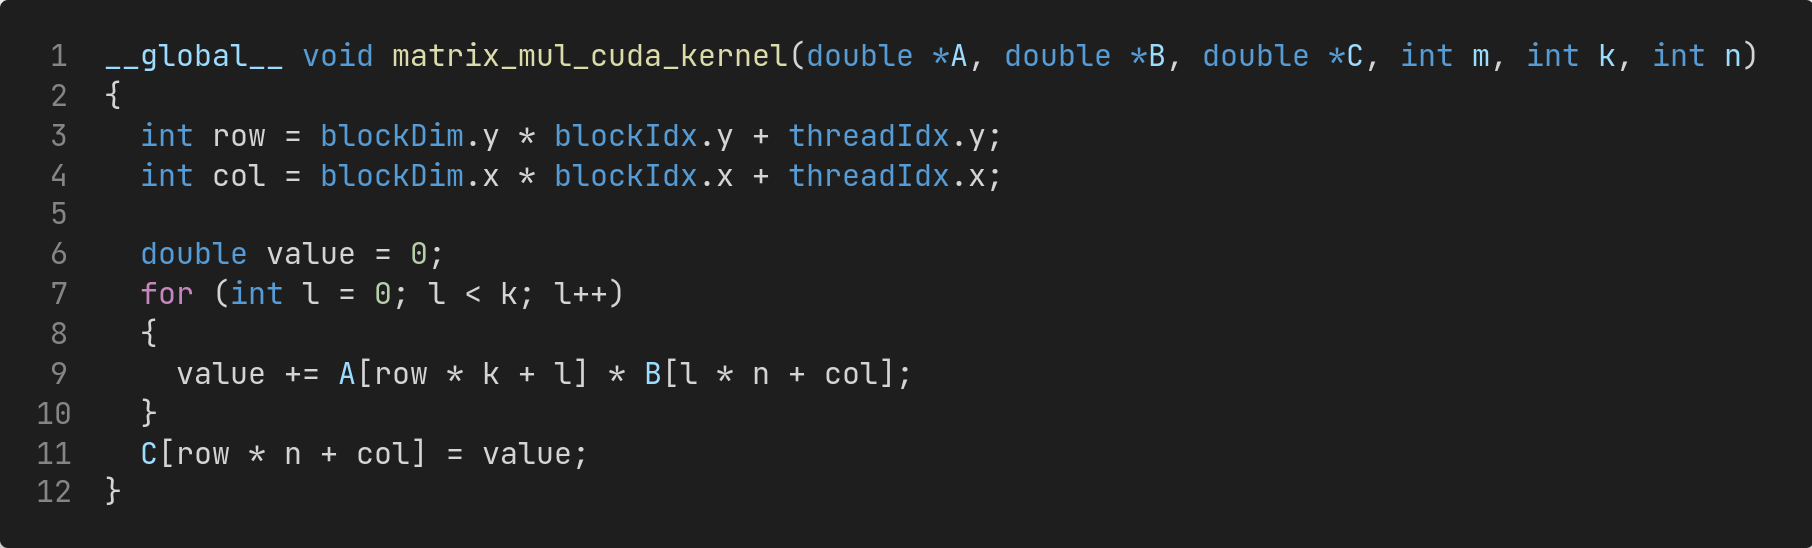 1 __global__ void matrix_mul_cuda_kernel(double *A, double *B, double *C, int m, int k, int n)
2 {
3   int row = blockDim.y * blockIdx.y + threadIdx.y;
4   int col = blockDim.x * blockIdx.x + threadIdx.x;
5
6   double value = 0;
7   for (int l = 0; l < k; l++)
8   {
9     value += A[row * k + l] * B[l * n + col];
10   }
11   C[row * n + col] = value;
12 }